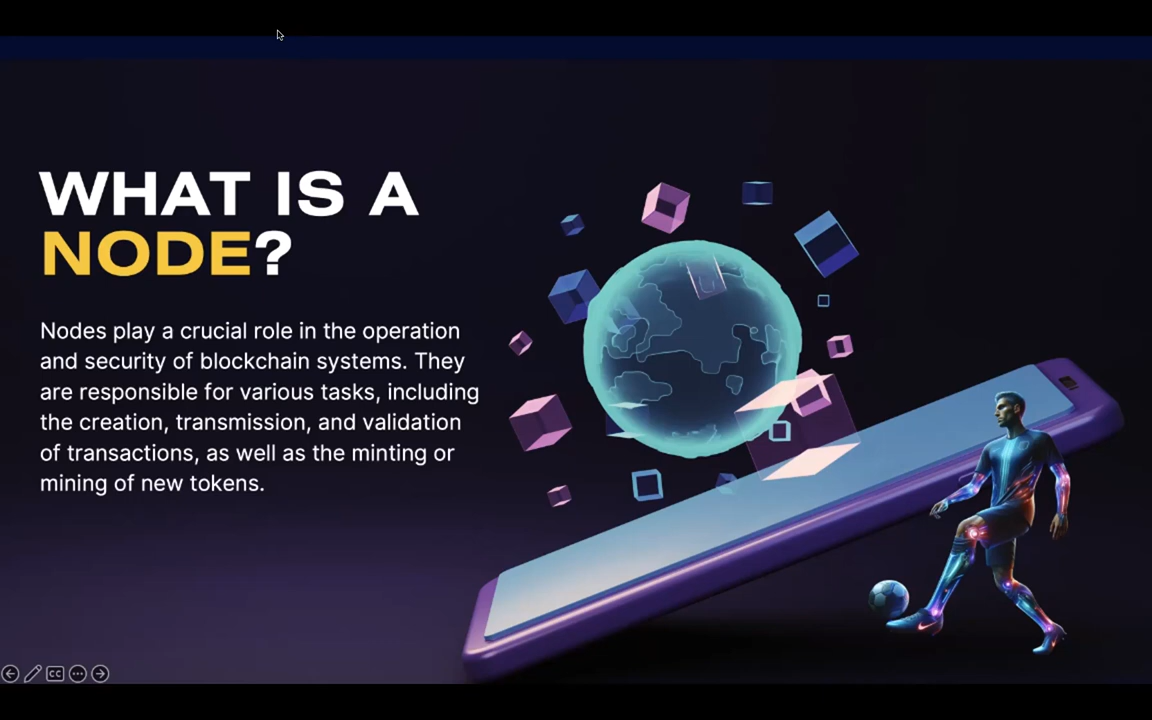 WHAT IS A
NODE?
Nodes play a crucial role in the operation
and security of blockchain systems. They
are responsible for various tasks, including
the creation, transmission, and validation
of transactions, as well as the minting or
mining of new tokens.
CC